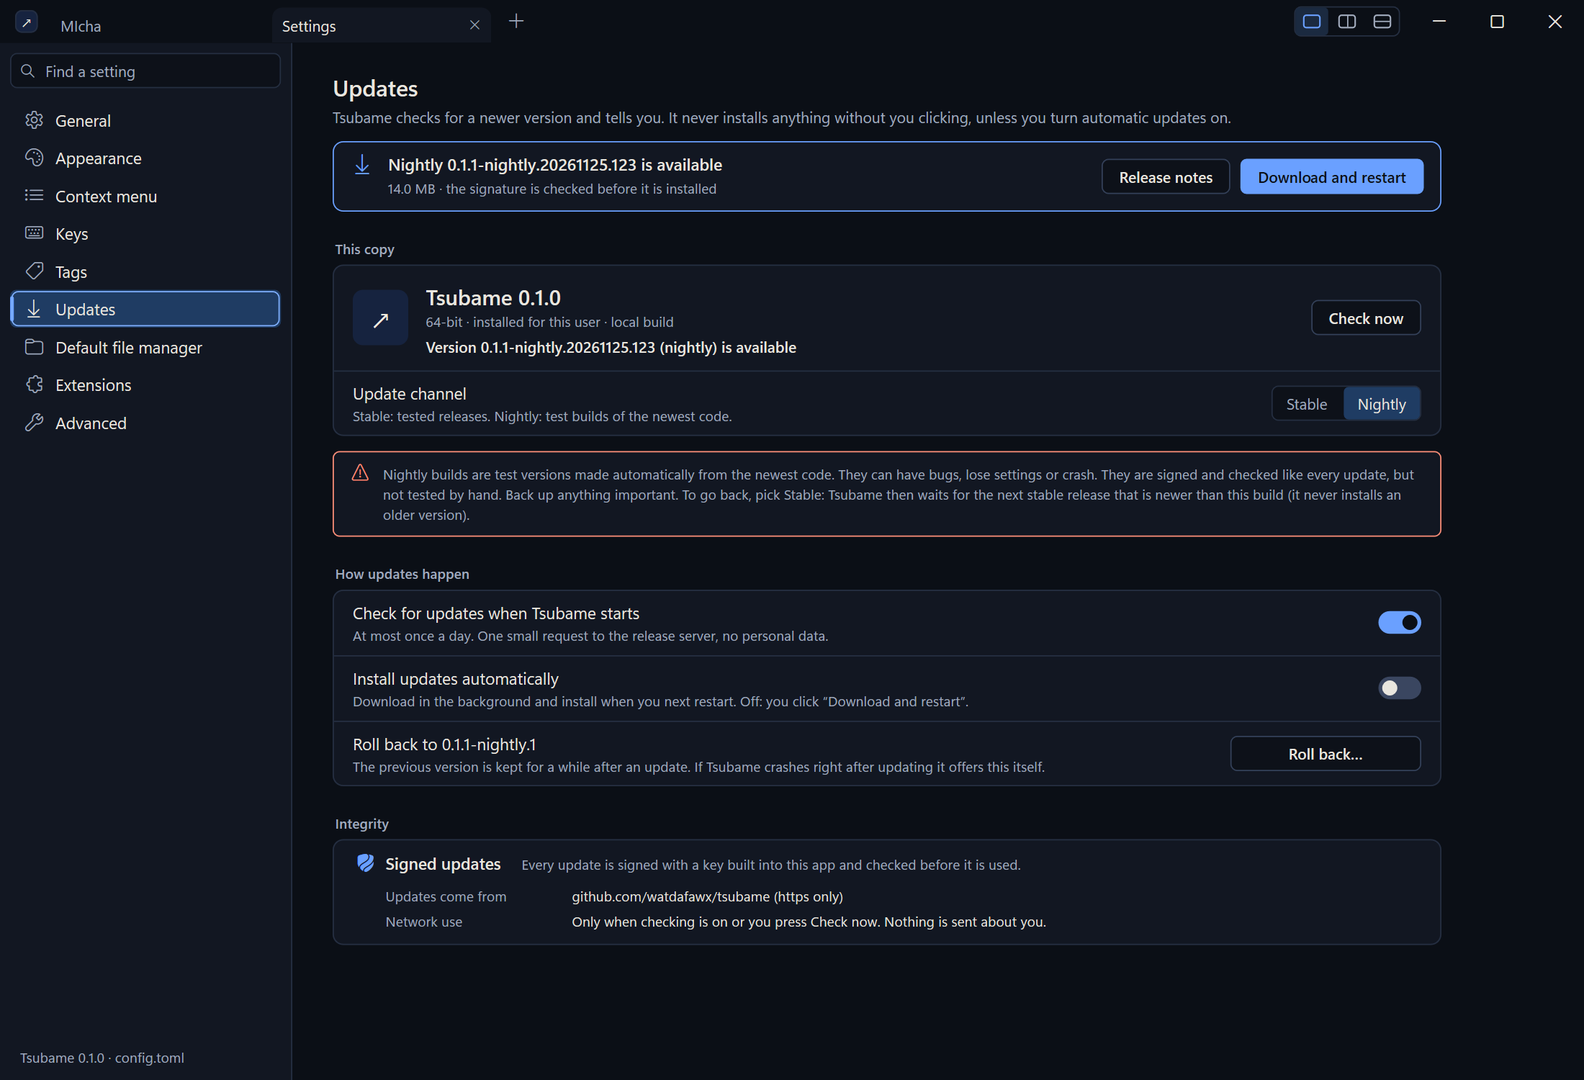 MIcha
Settings
Find a setting
General
Appearance
Context menu
Keys
Tags
Updates
Default file manager
Extensions
Advanced
Tsubame 0.1.0 · config.toml
Updates
Tsubame checks for a newer version and tells you. It never installs anything without you clicking, unless you turn automatic updates on.
Nightly 0.1.1-nightly.20261125.123 is available
14.0 MB · the signature is checked before it is installed
Release notes
Download and restart
This copy
Tsubame 0.1.0
64-bit · installed for this user · local build
Version 0.1.1-nightly.20261125.123 (nightly) is available
Check now
Update channel
Stable: tested releases. Nightly: test builds of the newest code.
Stable
Nightly
Nightly builds are test versions made automatically from the newest code. They can have bugs, lose settings or crash. They are signed and checked like every update, but
not tested by hand. Back up anything important. To go back, pick Stable: Tsubame then waits for the next stable release that is newer than this build (it never installs an
older version).
How updates happen
Check for updates when Tsubame starts
At most once a day. One small request to the release server, no personal data.
Install updates automatically
Download in the background and install when you next restart. Off: you click “Download and restart”.
Roll back to 0.1.1-nightly.1
The previous version is kept for a while after an update. If Tsubame crashes right after updating it offers this itself.
Roll back...
Integrity
Signed updates
Every update is signed with a key built into this app and checked before it is used.
Updates come from
github.com/watdafawx/tsubame (https only)
Network use
Only when checking is on or you press Check now. Nothing is sent about you.